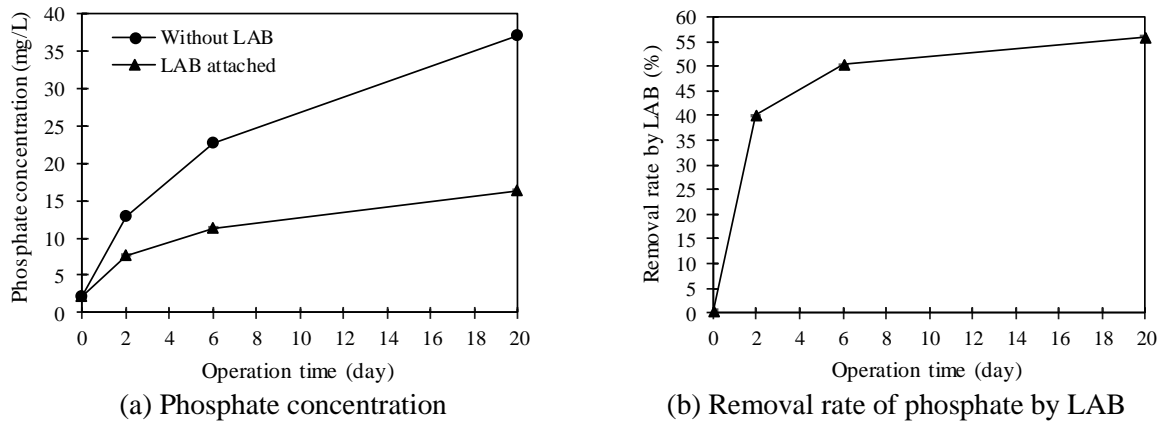 40
35
30
25
20
15
10
5
0
Phosphate concentration (mg/L)
Without LAB
LAB attached
0 2 4 6 8 10 12 14 16 18 20
Operation time (day)
(a) Phosphate concentration
60
55
50
45
40
35
30
25
20
15
10
5
0
Removal rate by LAB (%)
0 2 4 6 8 10 12 14 16 18 20
Operation time (day)
(b) Removal rate of phosphate by LAB